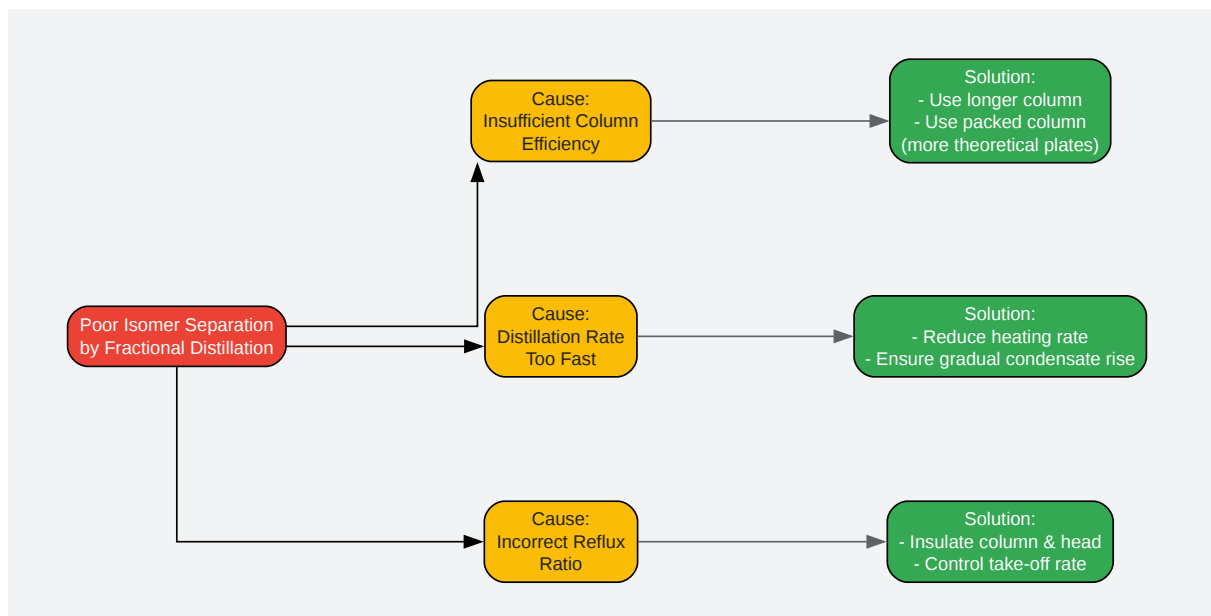 Poor Isomer Separation
by Fractional Distillation
Cause:
Insufficient Column
Efficiency
Solution:
- Use longer column
- Use packed column
(more theoretical plates)
Cause:
Distillation Rate
Too Fast
Solution:
- Reduce heating rate
- Ensure gradual condensate rise
Cause:
Incorrect Reflux
Ratio
Solution:
- Insulate column & head
- Control take-off rate